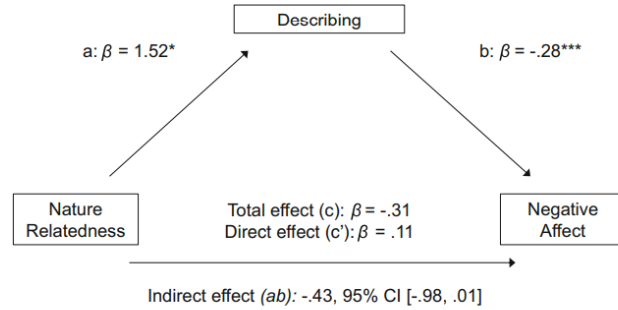 Describing
a: β = 1.52*
b: β = -.28***
Nature
Relatedness
Total effect (c): β = -.31
Direct effect (c'): β = .11
Negative
Affect
Indirect effect (ab): -.43, 95% CI [-.98, .01]